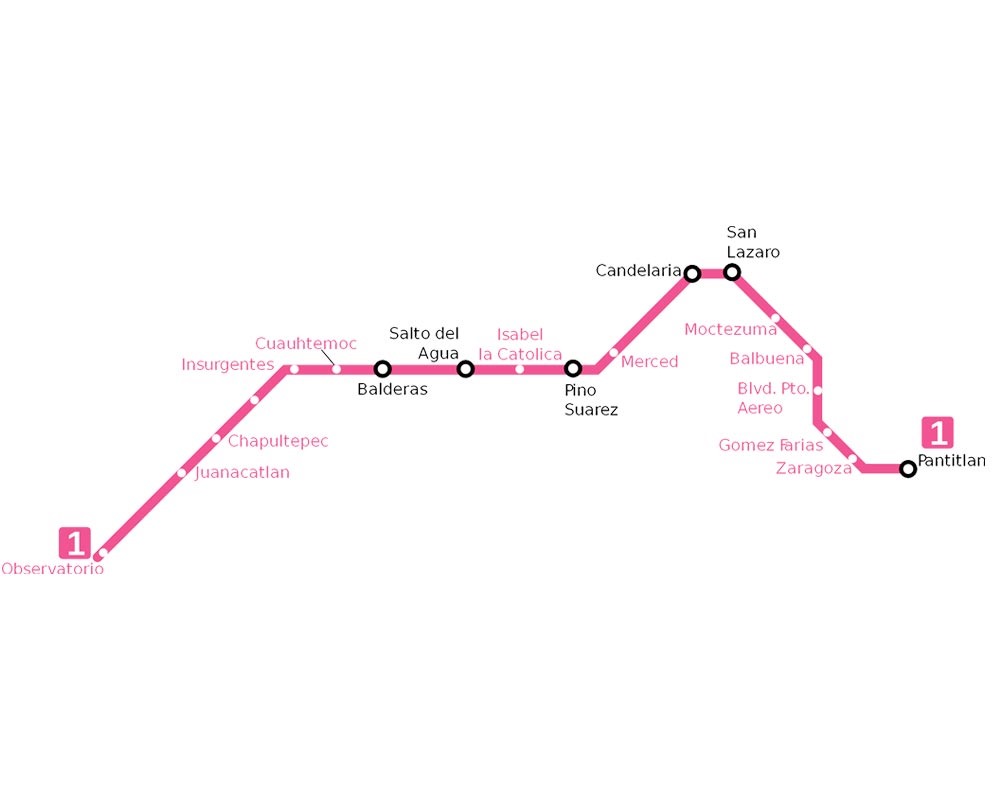 San
Lazaro
Candelaria
Salto del
Agua
Isabel
la Catolica
Cuauhtemoc
Insurgentes
Moctezuma
Merced
Balbuena
Balderas
Pino
Suarez
Blvd. Pto.
Aereo
Chapultepec
Gomez Farias
1
Pantitlan
Zaragoza
Juanacatlan
1
Observatorio